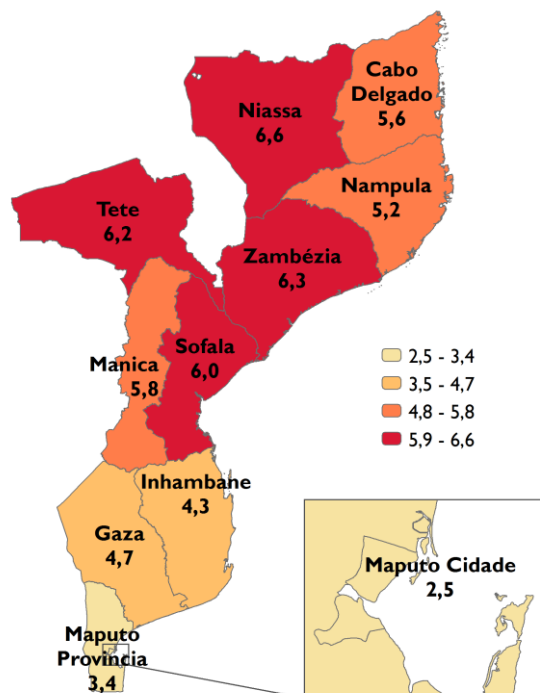 Cabo
Delgado
5,6
Niassa
6,6
Nampula
5,2
Tete
6,2
Zambézia
6,3
Sofala
6,0
Manica
5,8
2,5 - 3,4
3,5 - 4,7
4,8 - 5,8
5,9 - 6,6
Inhambane
4,3
Gaza
4,7
Maputo Cidade
2,5
Maputo
Província
3,4